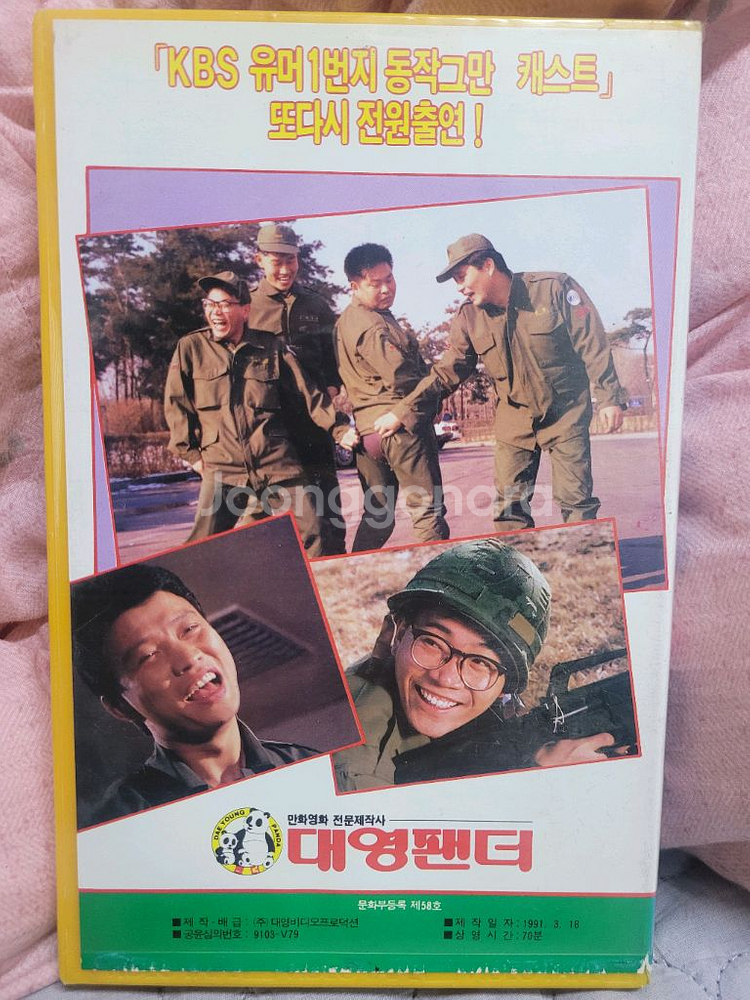 「KBS 유머1번지 동작그만 캐스트」
또다시 전원출연!
Joonggonara
DAE YOUNG PANDA
만화영화 전문제작사
대영팬더
문화부등록 제58호
■제작·배급: (주)대영비디오프로덕션
■공윤심의번호: 9103-V79
■제작일자: 1991. 3. 18
■상영시간: 70분